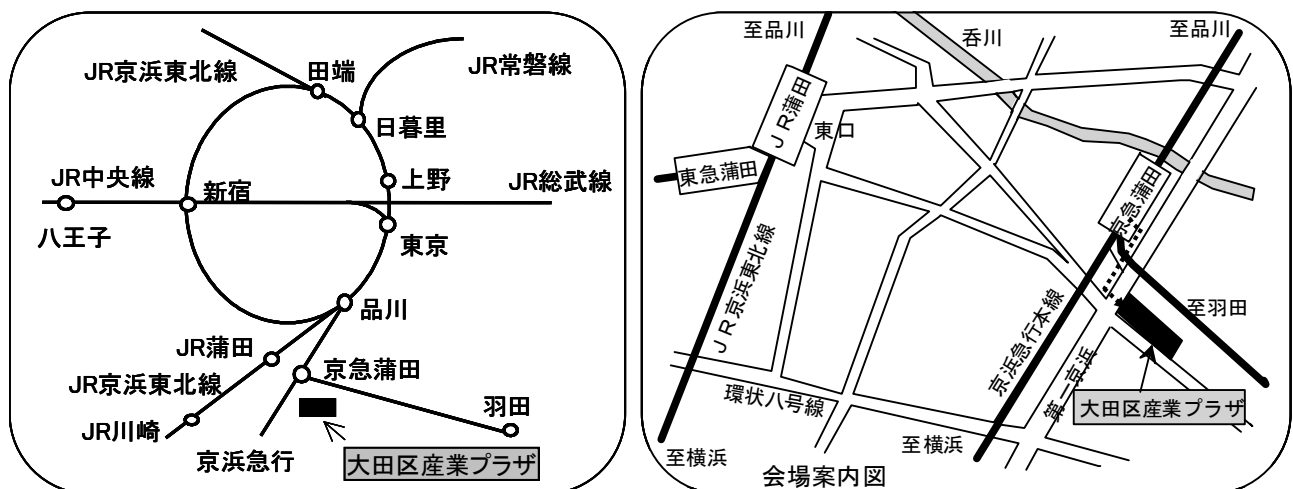 JR京浜東北線
田端
JR常磐線
日暮里
上野
JR中央線
新宿
JR総武線
八王子
東京
品川
JR蒲田
京急蒲田
JR京浜東北線
羽田
JR川崎
京浜急行
大田区産業プラザ
至品川
呑川
至品川
JR蒲田
東口
東急蒲田
京急蒲田
JR京浜東北線
至羽田
京浜急行本線
第一京浜
環状八号線
大田区産業プラザ
至横浜
至横浜
会場案内図